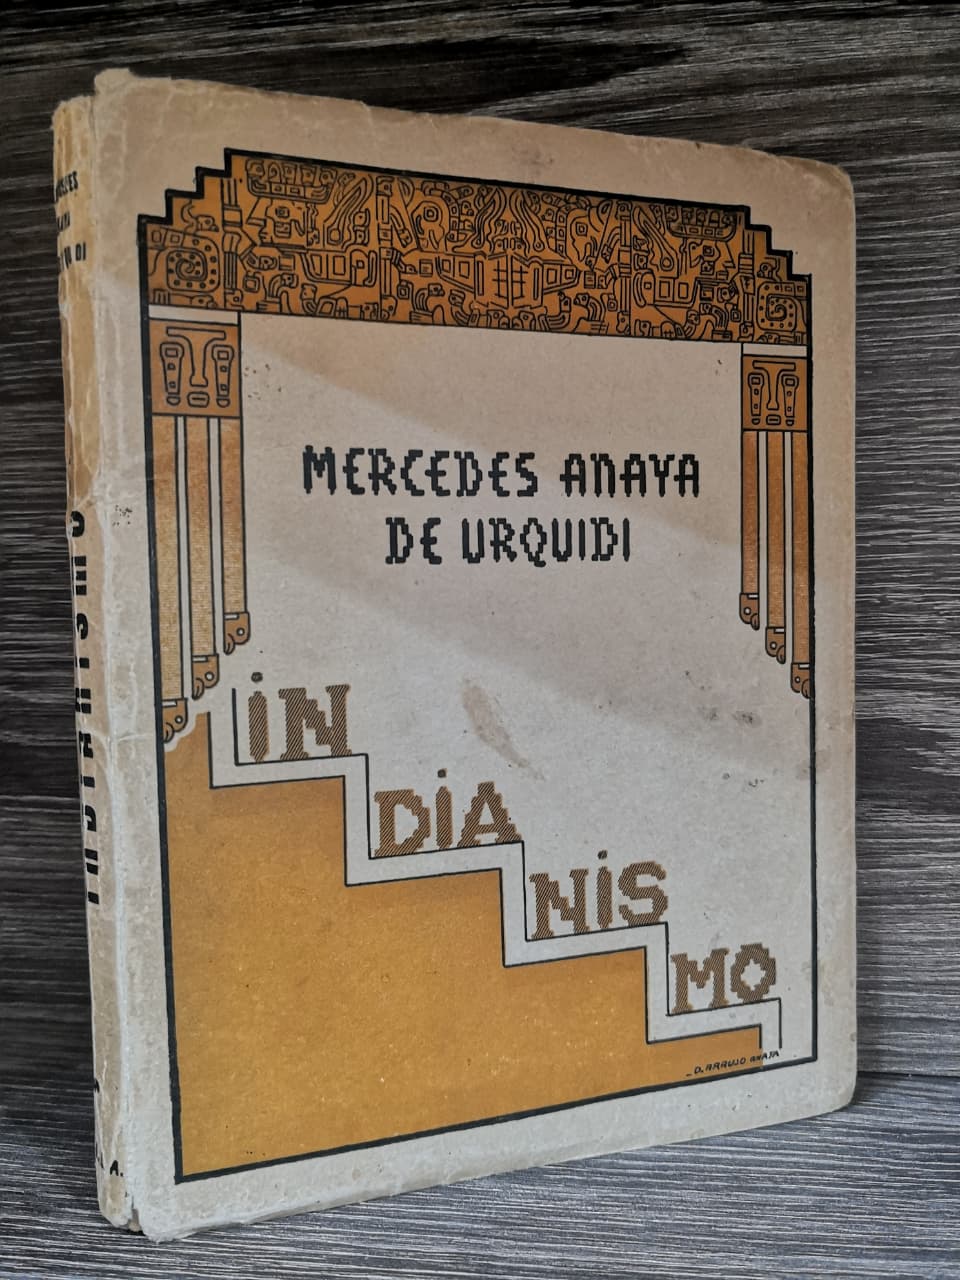 MERCEDES ANAYA
DE URQUIDI
iN
DiA
NiS
MO
D. ARAUJO ANAYA
INDIANISMO